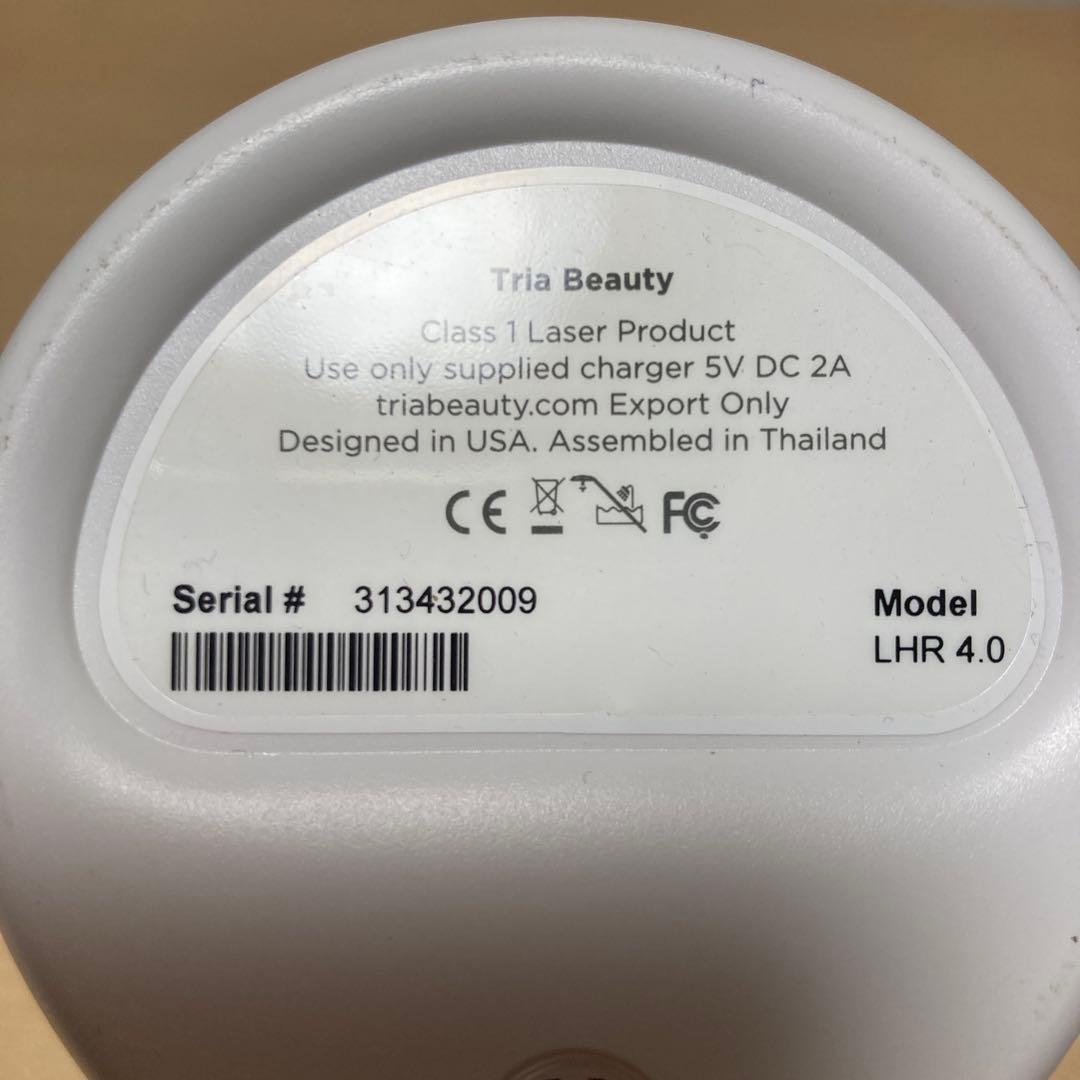 Tria Beauty
Class 1 Laser Product
Use only supplied charger 5V DC 2A
triabeauty.com Export Only
Designed in USA. Assembled in Thailand
CE FC
Serial # 313432009 Model
LHR 4.0